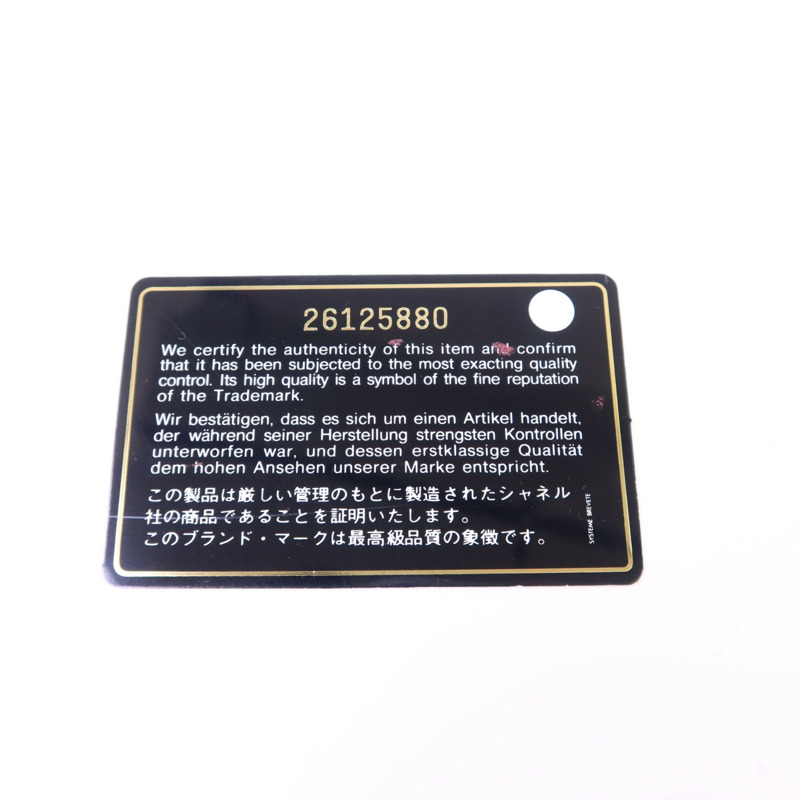 26125880
We certify the authenticity of this item and confirm
that it has been subjected to the most exacting quality
control. Its high quality is a symbol of the fine reputation
of the Trademark.
Wir bestätigen, dass es sich um einen Artikel handelt,
der während seiner Herstellung strengsten Kontrollen
unterworfen war, und dessen erstklassige Qualität
dem hohen Ansehen unserer Marke entspricht.
この製品は厳しい管理のもとに製造されたシャネル
社の商品であることを証明いたします。
このブランド・マークは最高級品質の象徴です。
SYSTEME BREVETE